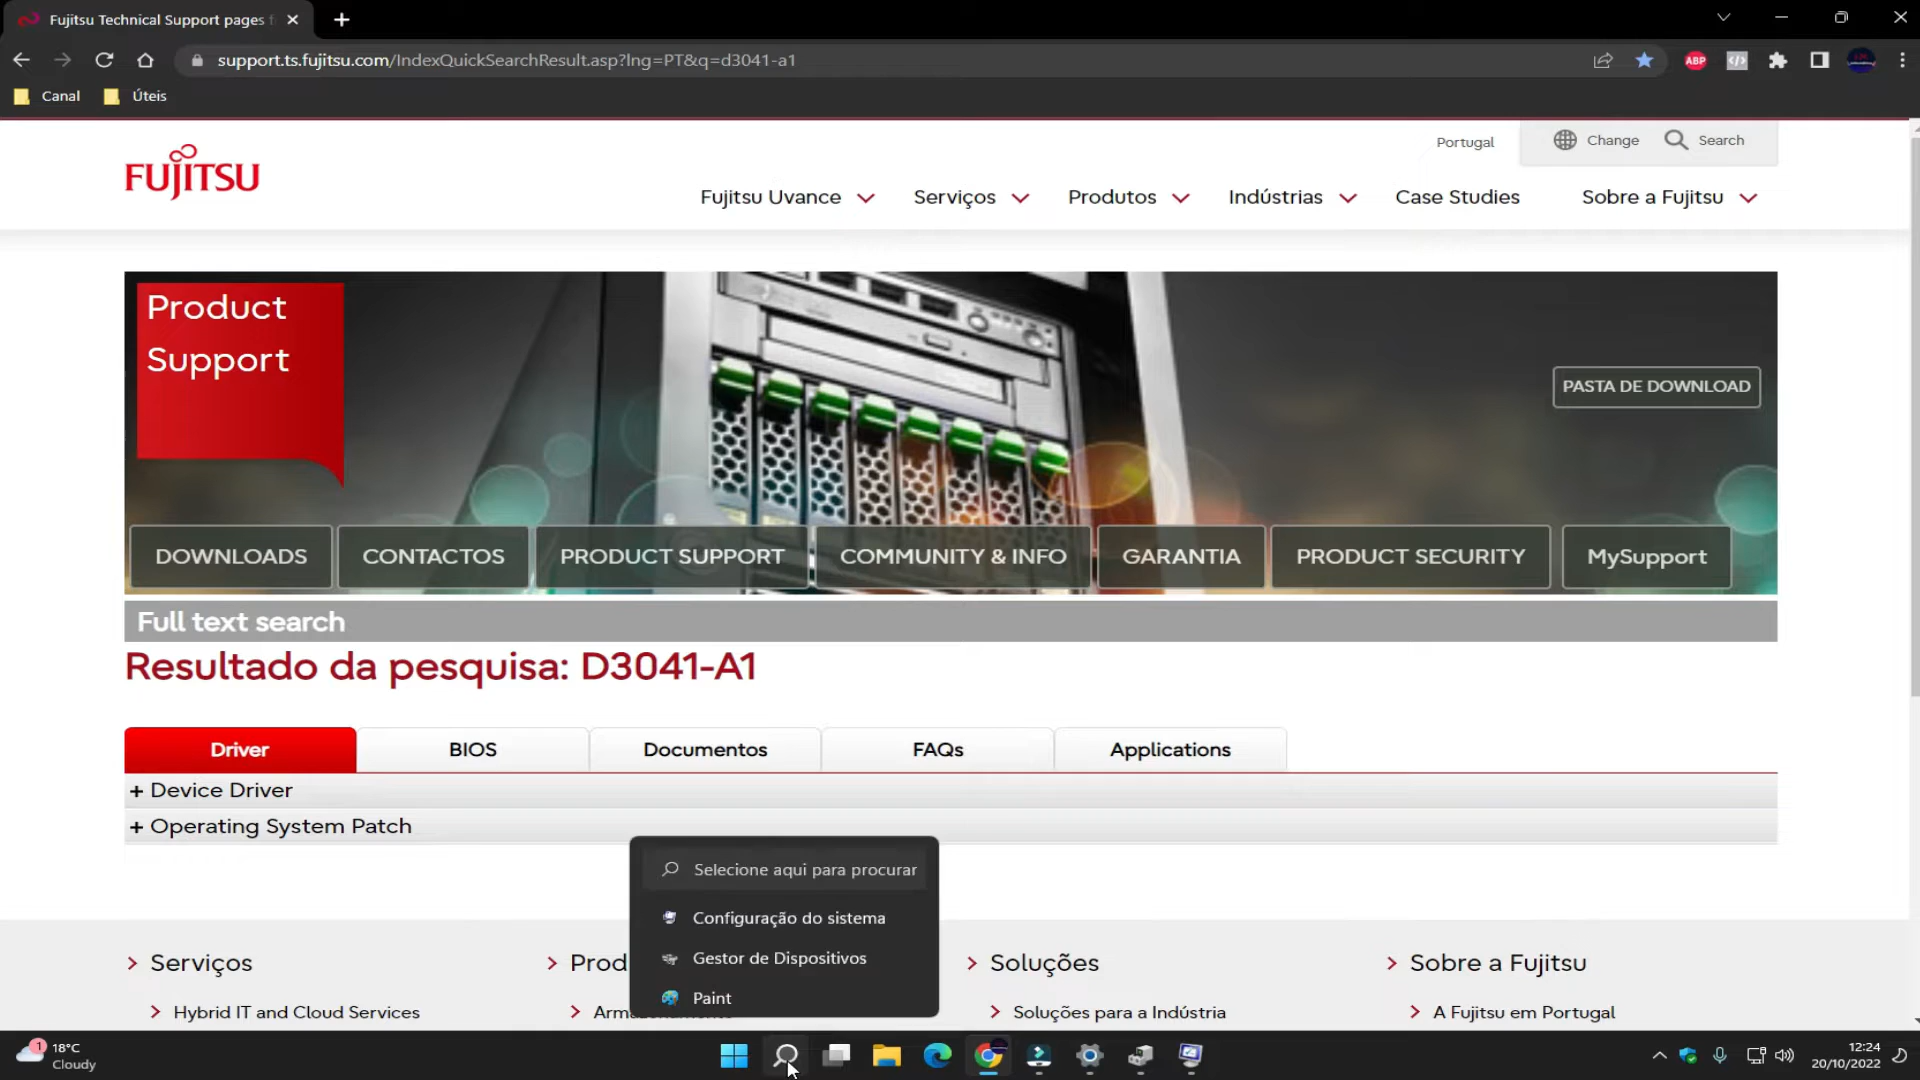 Fujitsu Technical Support pages f
support.ts.fujitsu.com/IndexQuickSearchResult.asp?lng=PT&q=d3041-a1
ABP
Canal
Úteis
Portugal
Change
Search
FUJITSU
Fujitsu Uvance
Serviços
Produtos
Indústrias
Case Studies
Sobre a Fujitsu
Product
Support
PASTA DE DOWNLOAD
DOWNLOADS
CONTACTOS
PRODUCT SUPPORT
COMMUNITY & INFO
GARANTIA
PRODUCT SECURITY
MySupport
Full text search
Resultado da pesquisa: D3041-A1
Driver
BIOS
Documentos
FAQs
Applications
+ Device Driver
+ Operating System Patch
Selecione aqui para procurar
Configuração do sistema
Gestor de Dispositivos
Paint
Serviços
Prod
Soluções
Sobre a Fujitsu
Hybrid IT and Cloud Services
Soluções para a Indústria
A Fujitsu em Portugal
1
18°C
Cloudy
12:24
20/10/2022